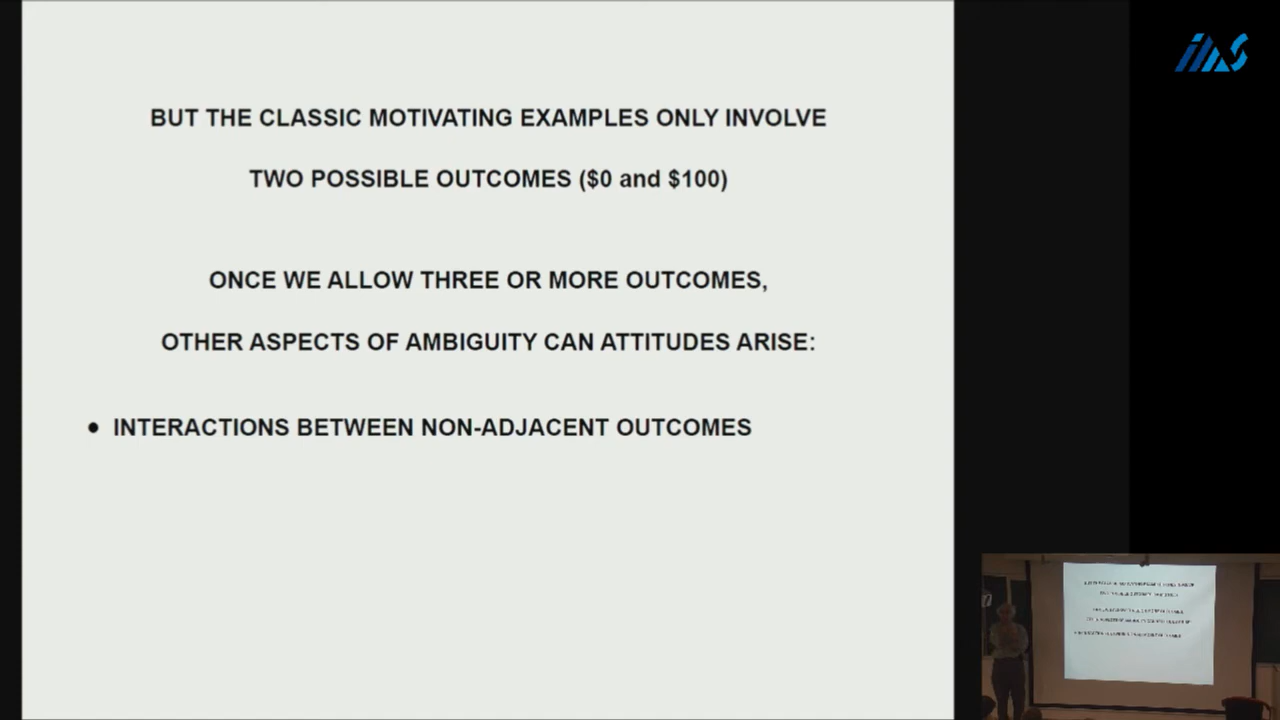 BUT THE CLASSIC MOTIVATING EXAMPLES ONLY INVOLVE
TWO POSSIBLE OUTCOMES ($0 and $100)
ONCE WE ALLOW THREE OR MORE OUTCOMES,
OTHER ASPECTS OF AMBIGUITY CAN ATTITUDES ARISE:
• INTERACTIONS BETWEEN NON-ADJACENT OUTCOMES